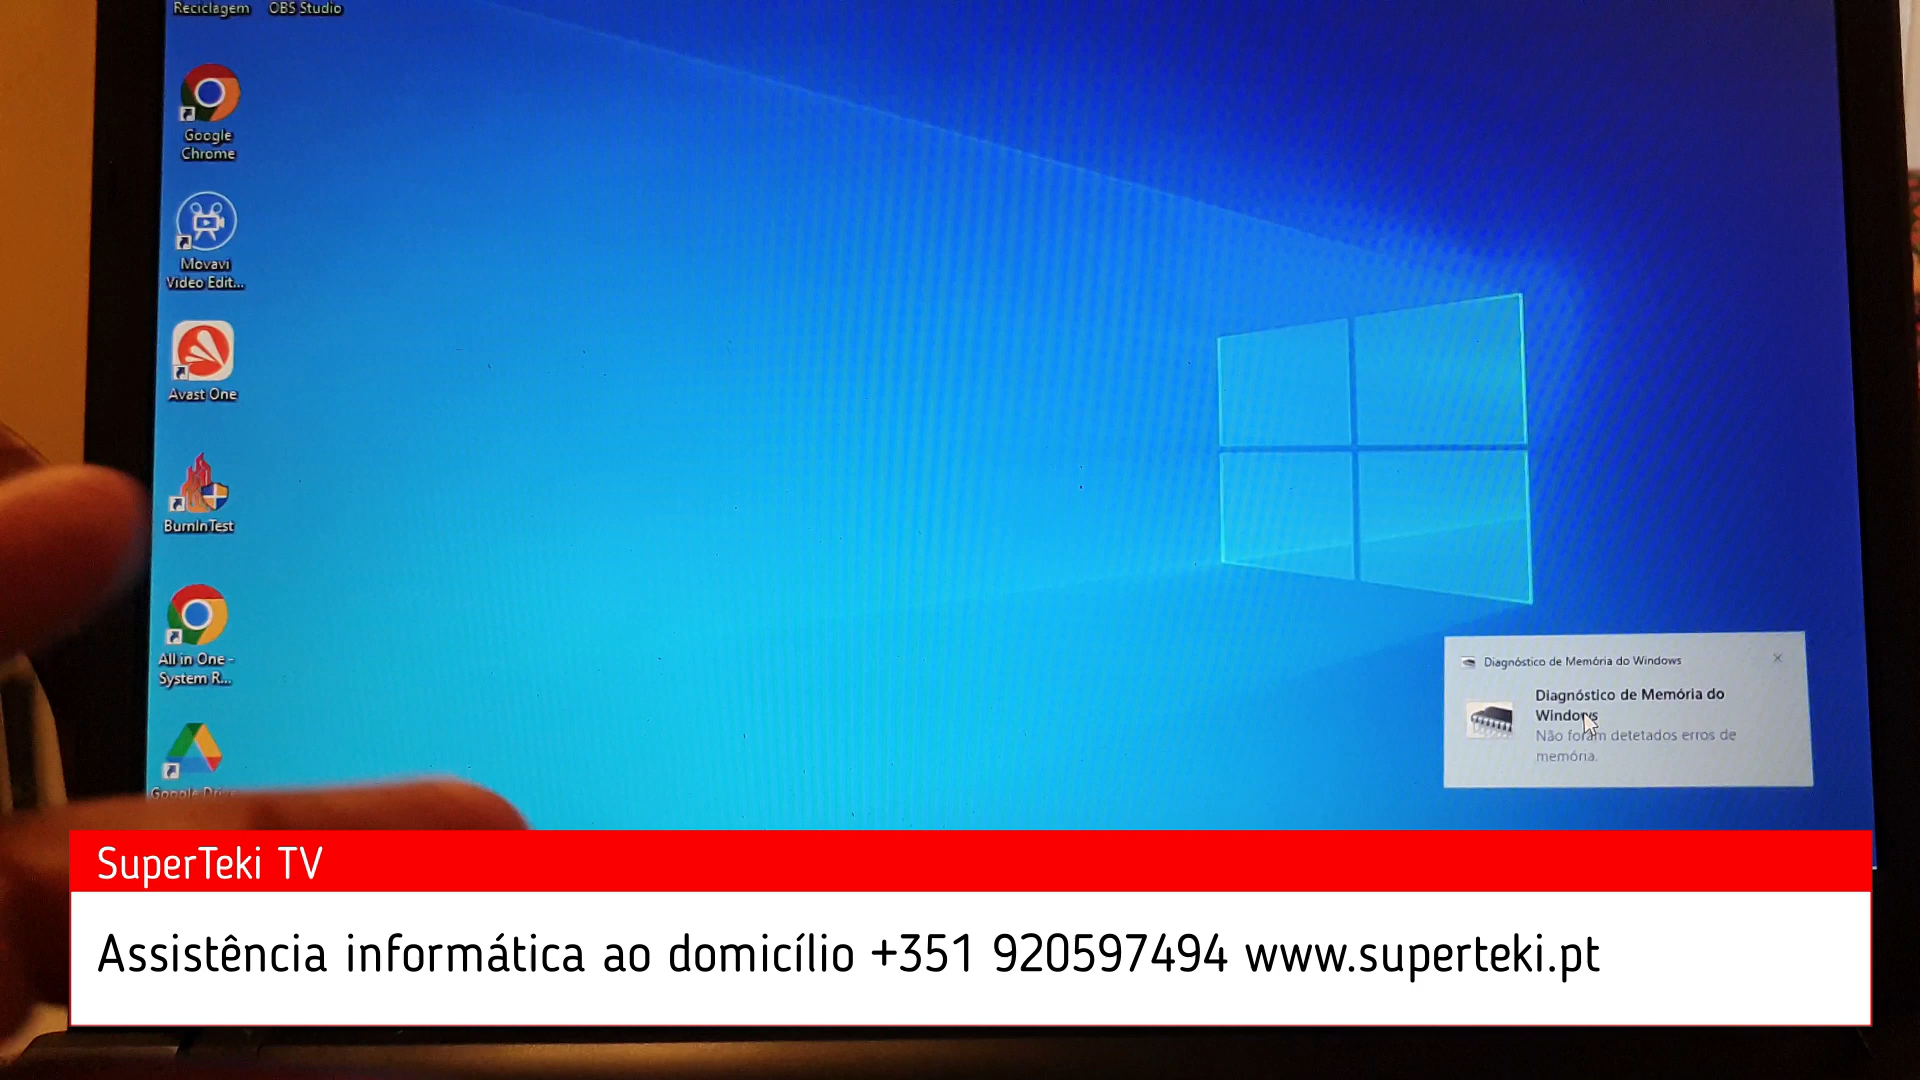 Reciclagem
OBS Studio
Google
Chrome
Movavi
Video Edit...
Avast One
BurnInTest
All in One -
System R...
Google Drive
Diagnóstico de Memória do Windows
Diagnóstico de Memória do
Windows
Não foram detetados erros de
memória.
SuperTeki TV
Assistência informática ao domicílio +351 920597494 www.superteki.pt